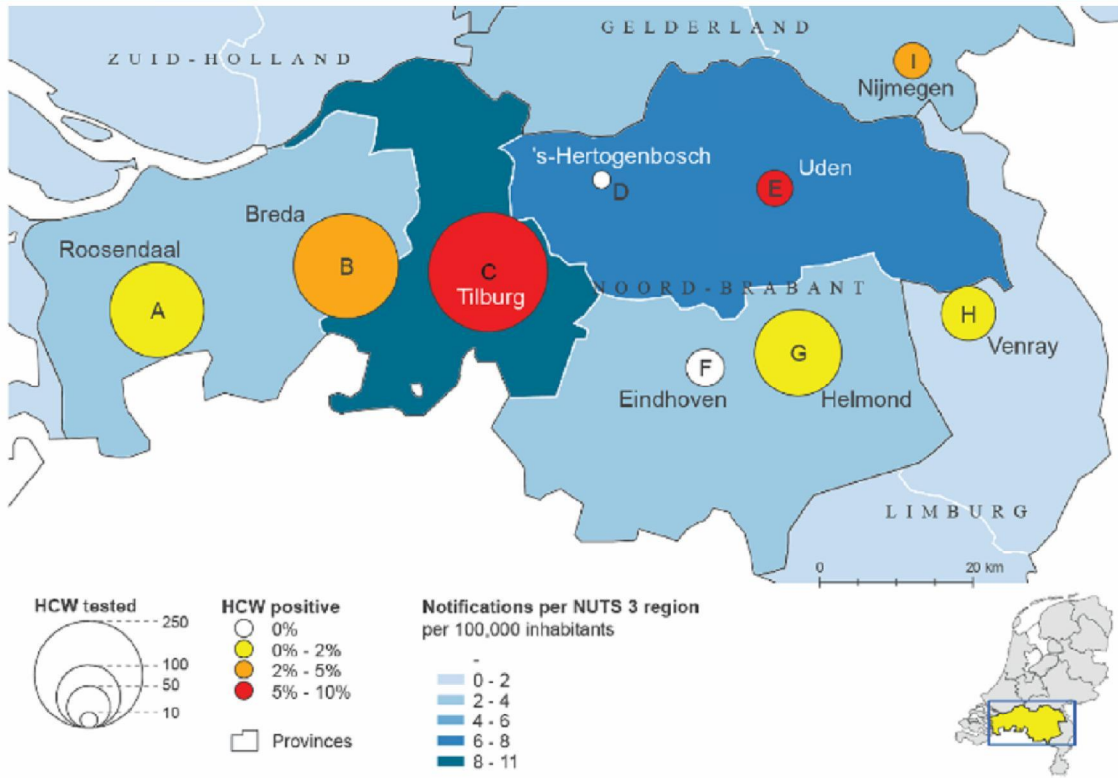 GELDERLAND
ZUID-HOLLAND
I
Nijmegen
's-Hertogenbosch
D
E
Uden
Breda
Roosendaal
B
C
Tilburg
NOORD-BRABANT
A
H
Venray
G
F
Eindhoven
Helmond
LIMBURG
0 20 km
HCW tested
250
100
50
10
HCW positive
0%
0% - 2%
2% - 5%
5% - 10%
Provinces
Notifications per NUTS 3 region
per 100,000 inhabitants
-
0 - 2
2 - 4
4 - 6
6 - 8
8 - 11